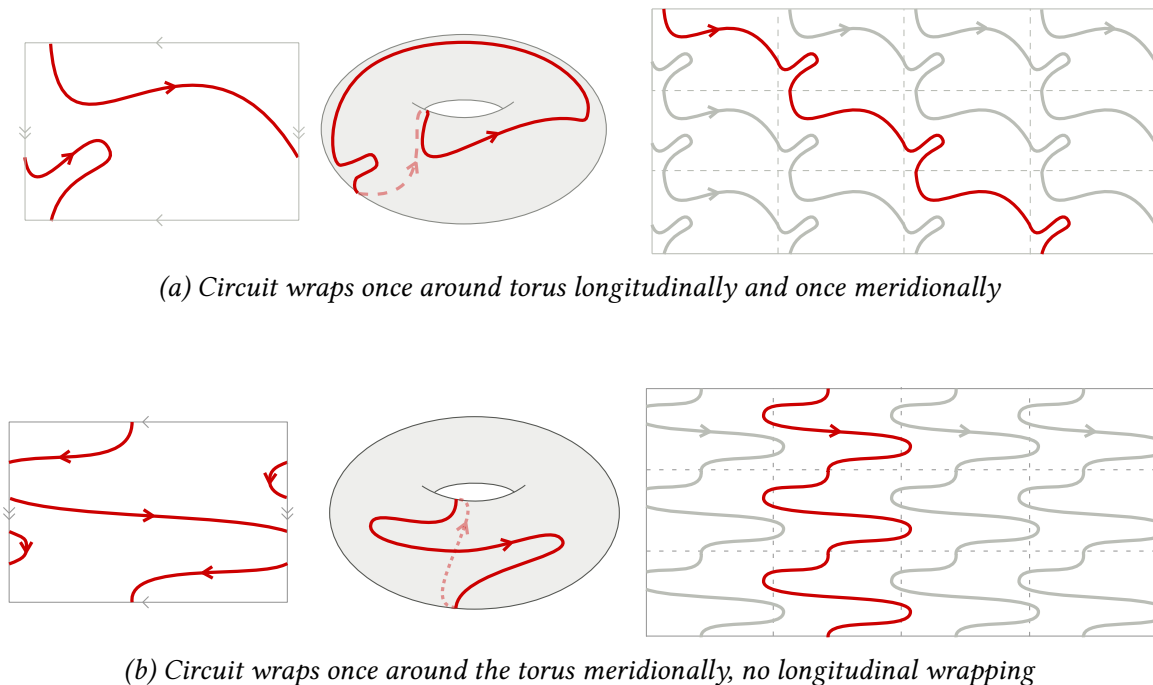 (a) Circuit wraps once around torus longitudinally and once meridionally
(b) Circuit wraps once around the torus meridionally, no longitudinal wrapping